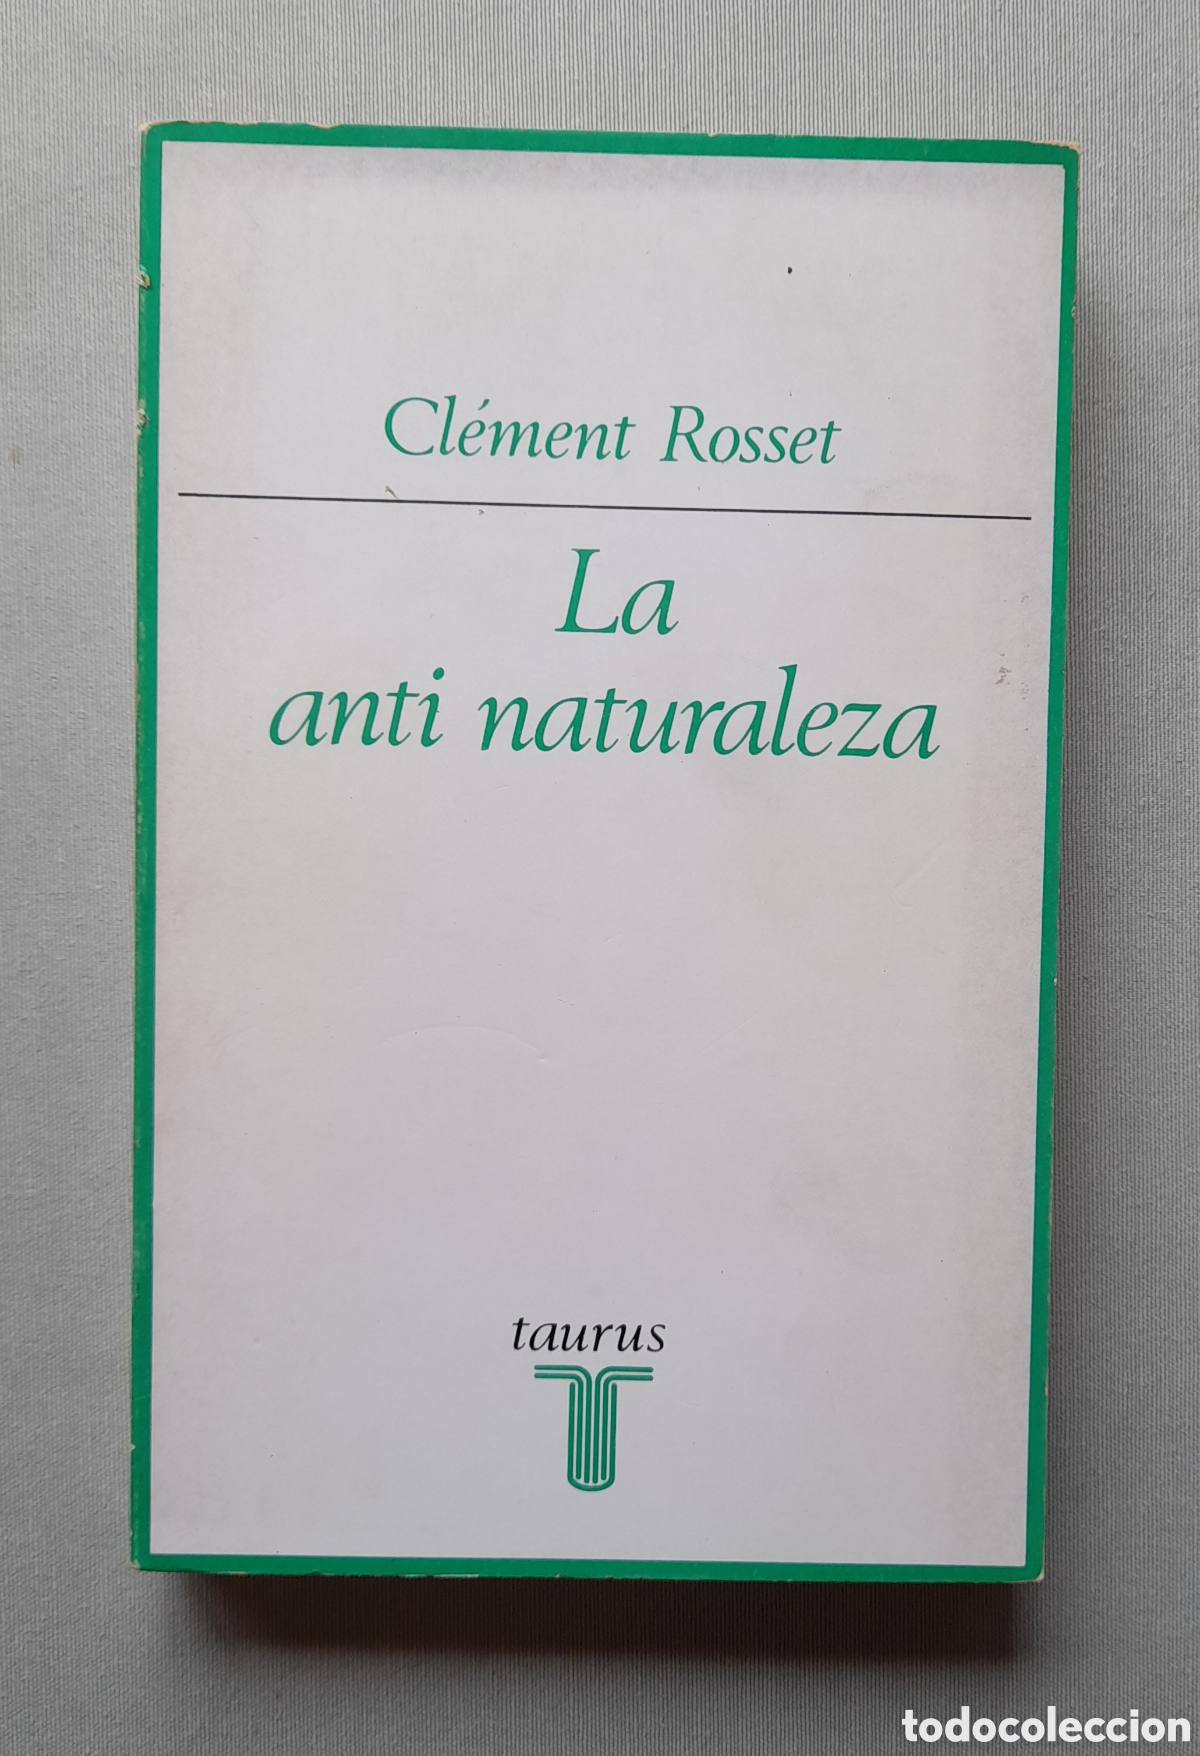 Clément Rosset
La
anti naturaleza
taurus
todocoleccion